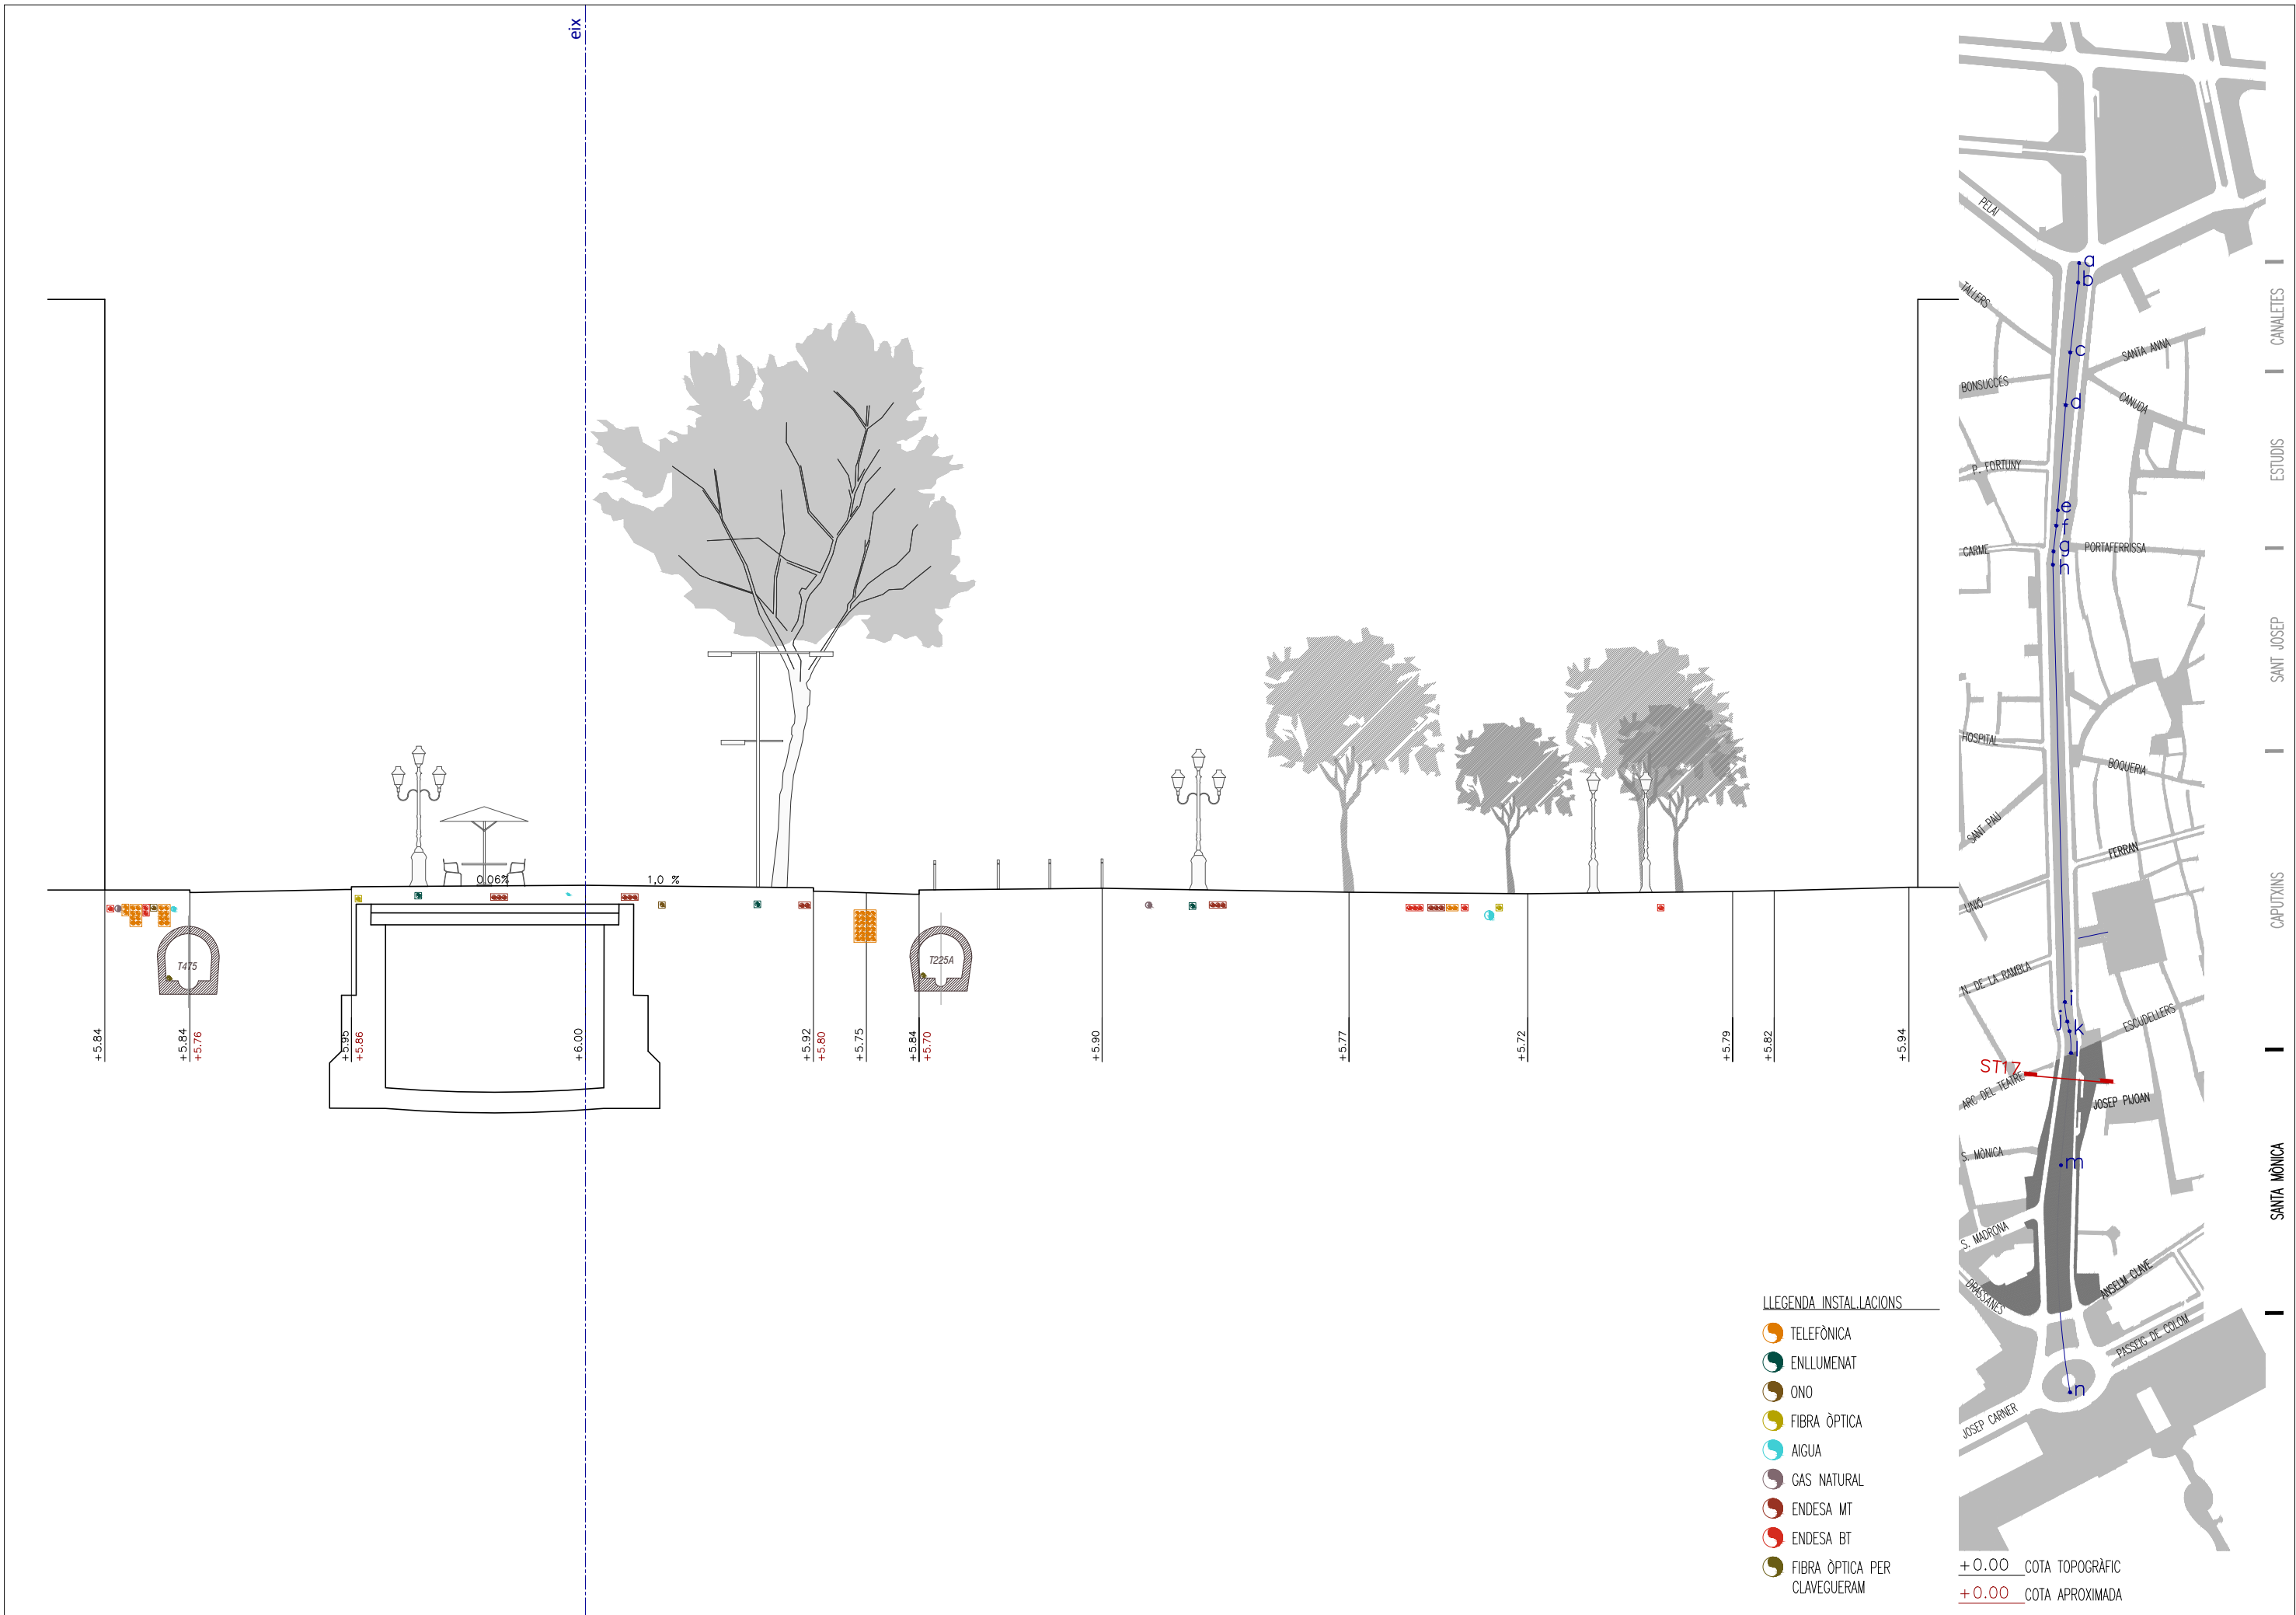 eix
0,06%
1,0 %
T475
T225A
+5.84
+5.84
+5.76
+5.95
+5.86
+6.00
+5.92
+5.80
+5.75
+5.84
+5.70
+5.90
+5.77
+5.72
+5.79
+5.82
+5.94
LLEGENDA INSTAL.LACIONS
TELEFÒNICA
ENLLUMENAT
ONO
FIBRA ÒPTICA
AIGUA
GAS NATURAL
ENDESA MT
ENDESA BT
FIBRA ÒPTICA PER
CLAVEGUERAM
PELAI
a
b
TALLERS
c
SANTA ANNA
BONSUCCÉS
d
CANUDA
P. FORTUNY
e
f
CARME
g
PORTAFERRISSA
h
HOSPITAL
BOQUERIA
SANT PAU
FERRAN
UNIÓ
N. DE LA RAMBLA
i
j
k
ESCUDELLERS
l
ST17
ARC DEL TEATRE
JOSEP PIJOAN
S. MÒNICA
m
S. MADRONA
DRASSANES
ANSELM CLAVE
PASSEIG DE COLOM
n
JOSEP CARNER
CANALETES
ESTUDIS
SANT JOSEP
CAPUTXINS
SANTA MÒNICA
+0.00 COTA TOPOGRÀFIC
+0.00 COTA APROXIMADA